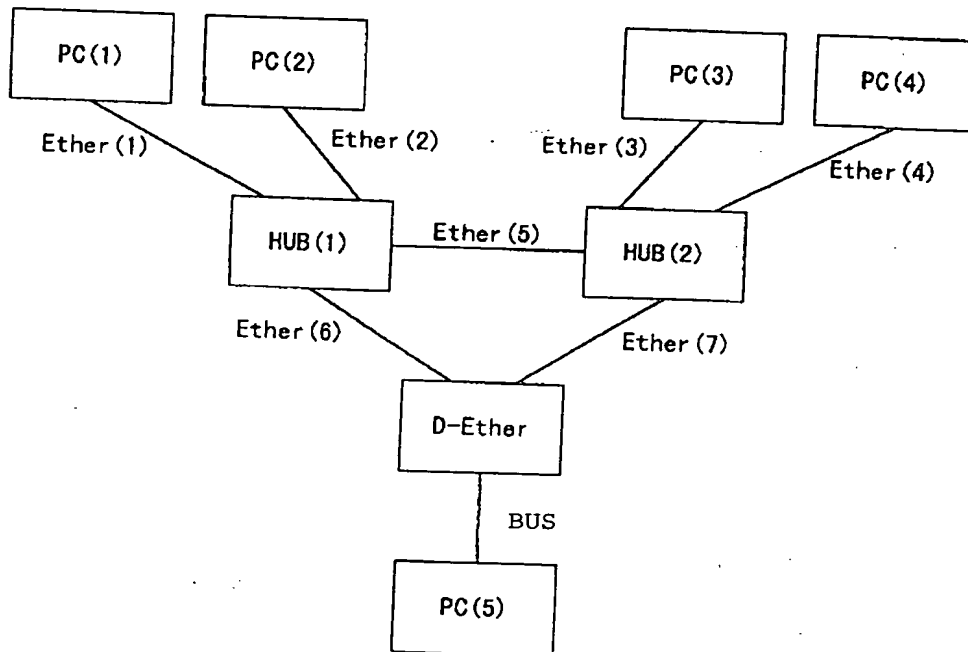 PC(1)
PC(2)
PC(3)
PC(4)
Ether(1)
Ether(2)
Ether(3)
Ether(4)
HUB(1)
Ether(5)
HUB(2)
Ether(6)
Ether(7)
D-Ether
BUS
PC(5)